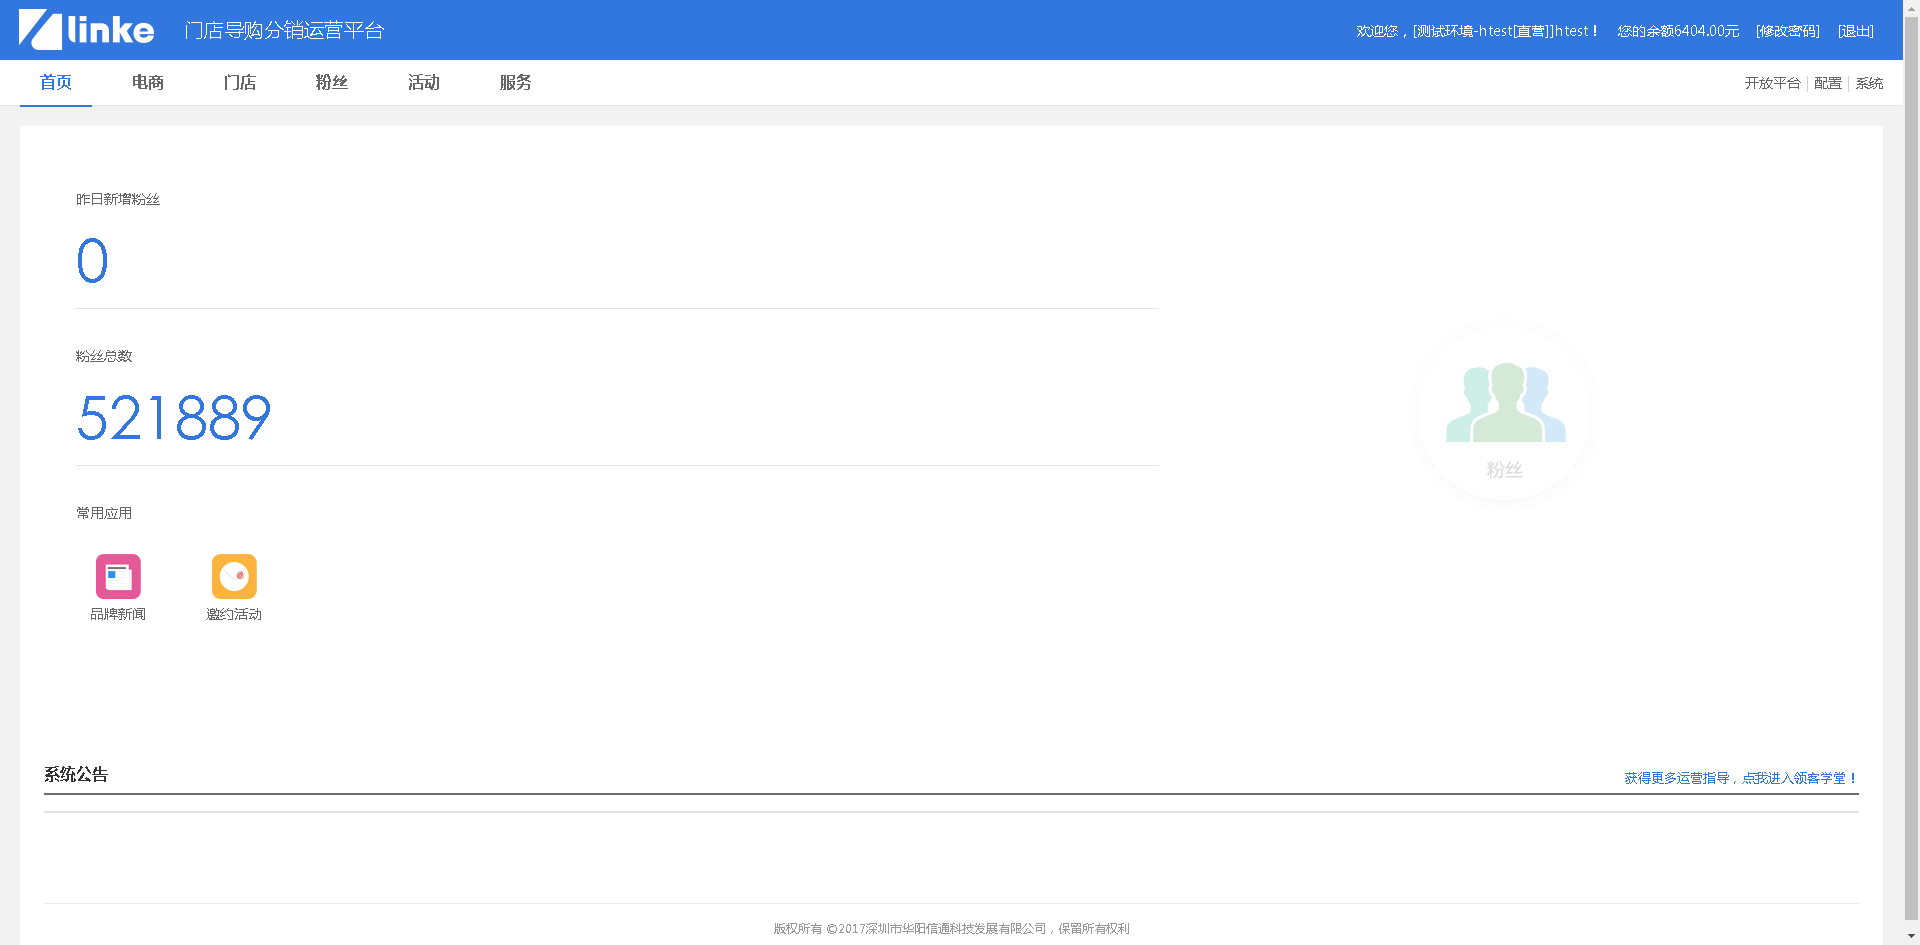 linke 门店导购分销运营平台 欢迎您，[测试环境-htest[直营]]htest！ 您的余额6404.00元 [修改密码] [退出]
首页 电商 门店 粉丝 活动 服务 开放平台 配置 系统
昨日新增粉丝
0
粉丝总数
521889
粉丝
常用应用
品牌新闻 邀约活动
系统公告 获得更多运营指导，点我进入领客学堂！
版权所有 ©2017深圳市华阳信通科技发展有限公司，保留所有权利